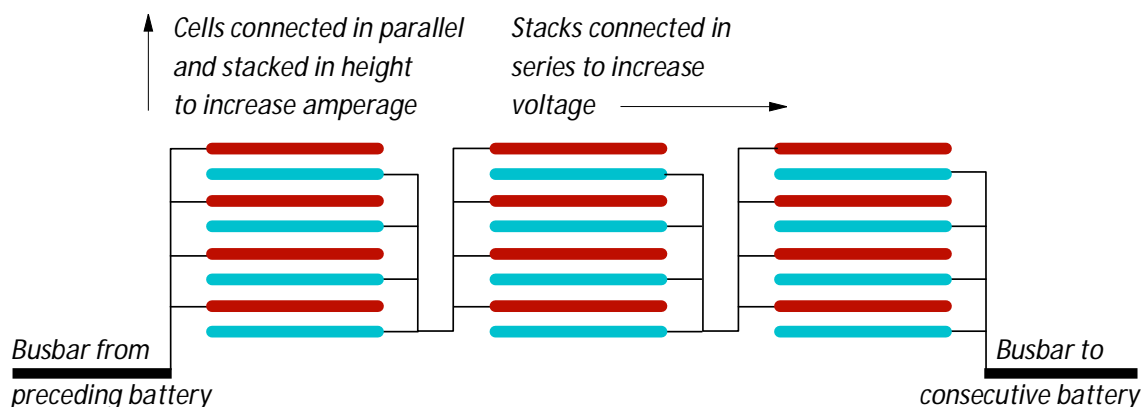 Cells connected in parallel
and stacked in height
to increase amperage
Stacks connected in
series to increase
voltage
Busbar from
preceding battery
Busbar to
consecutive battery